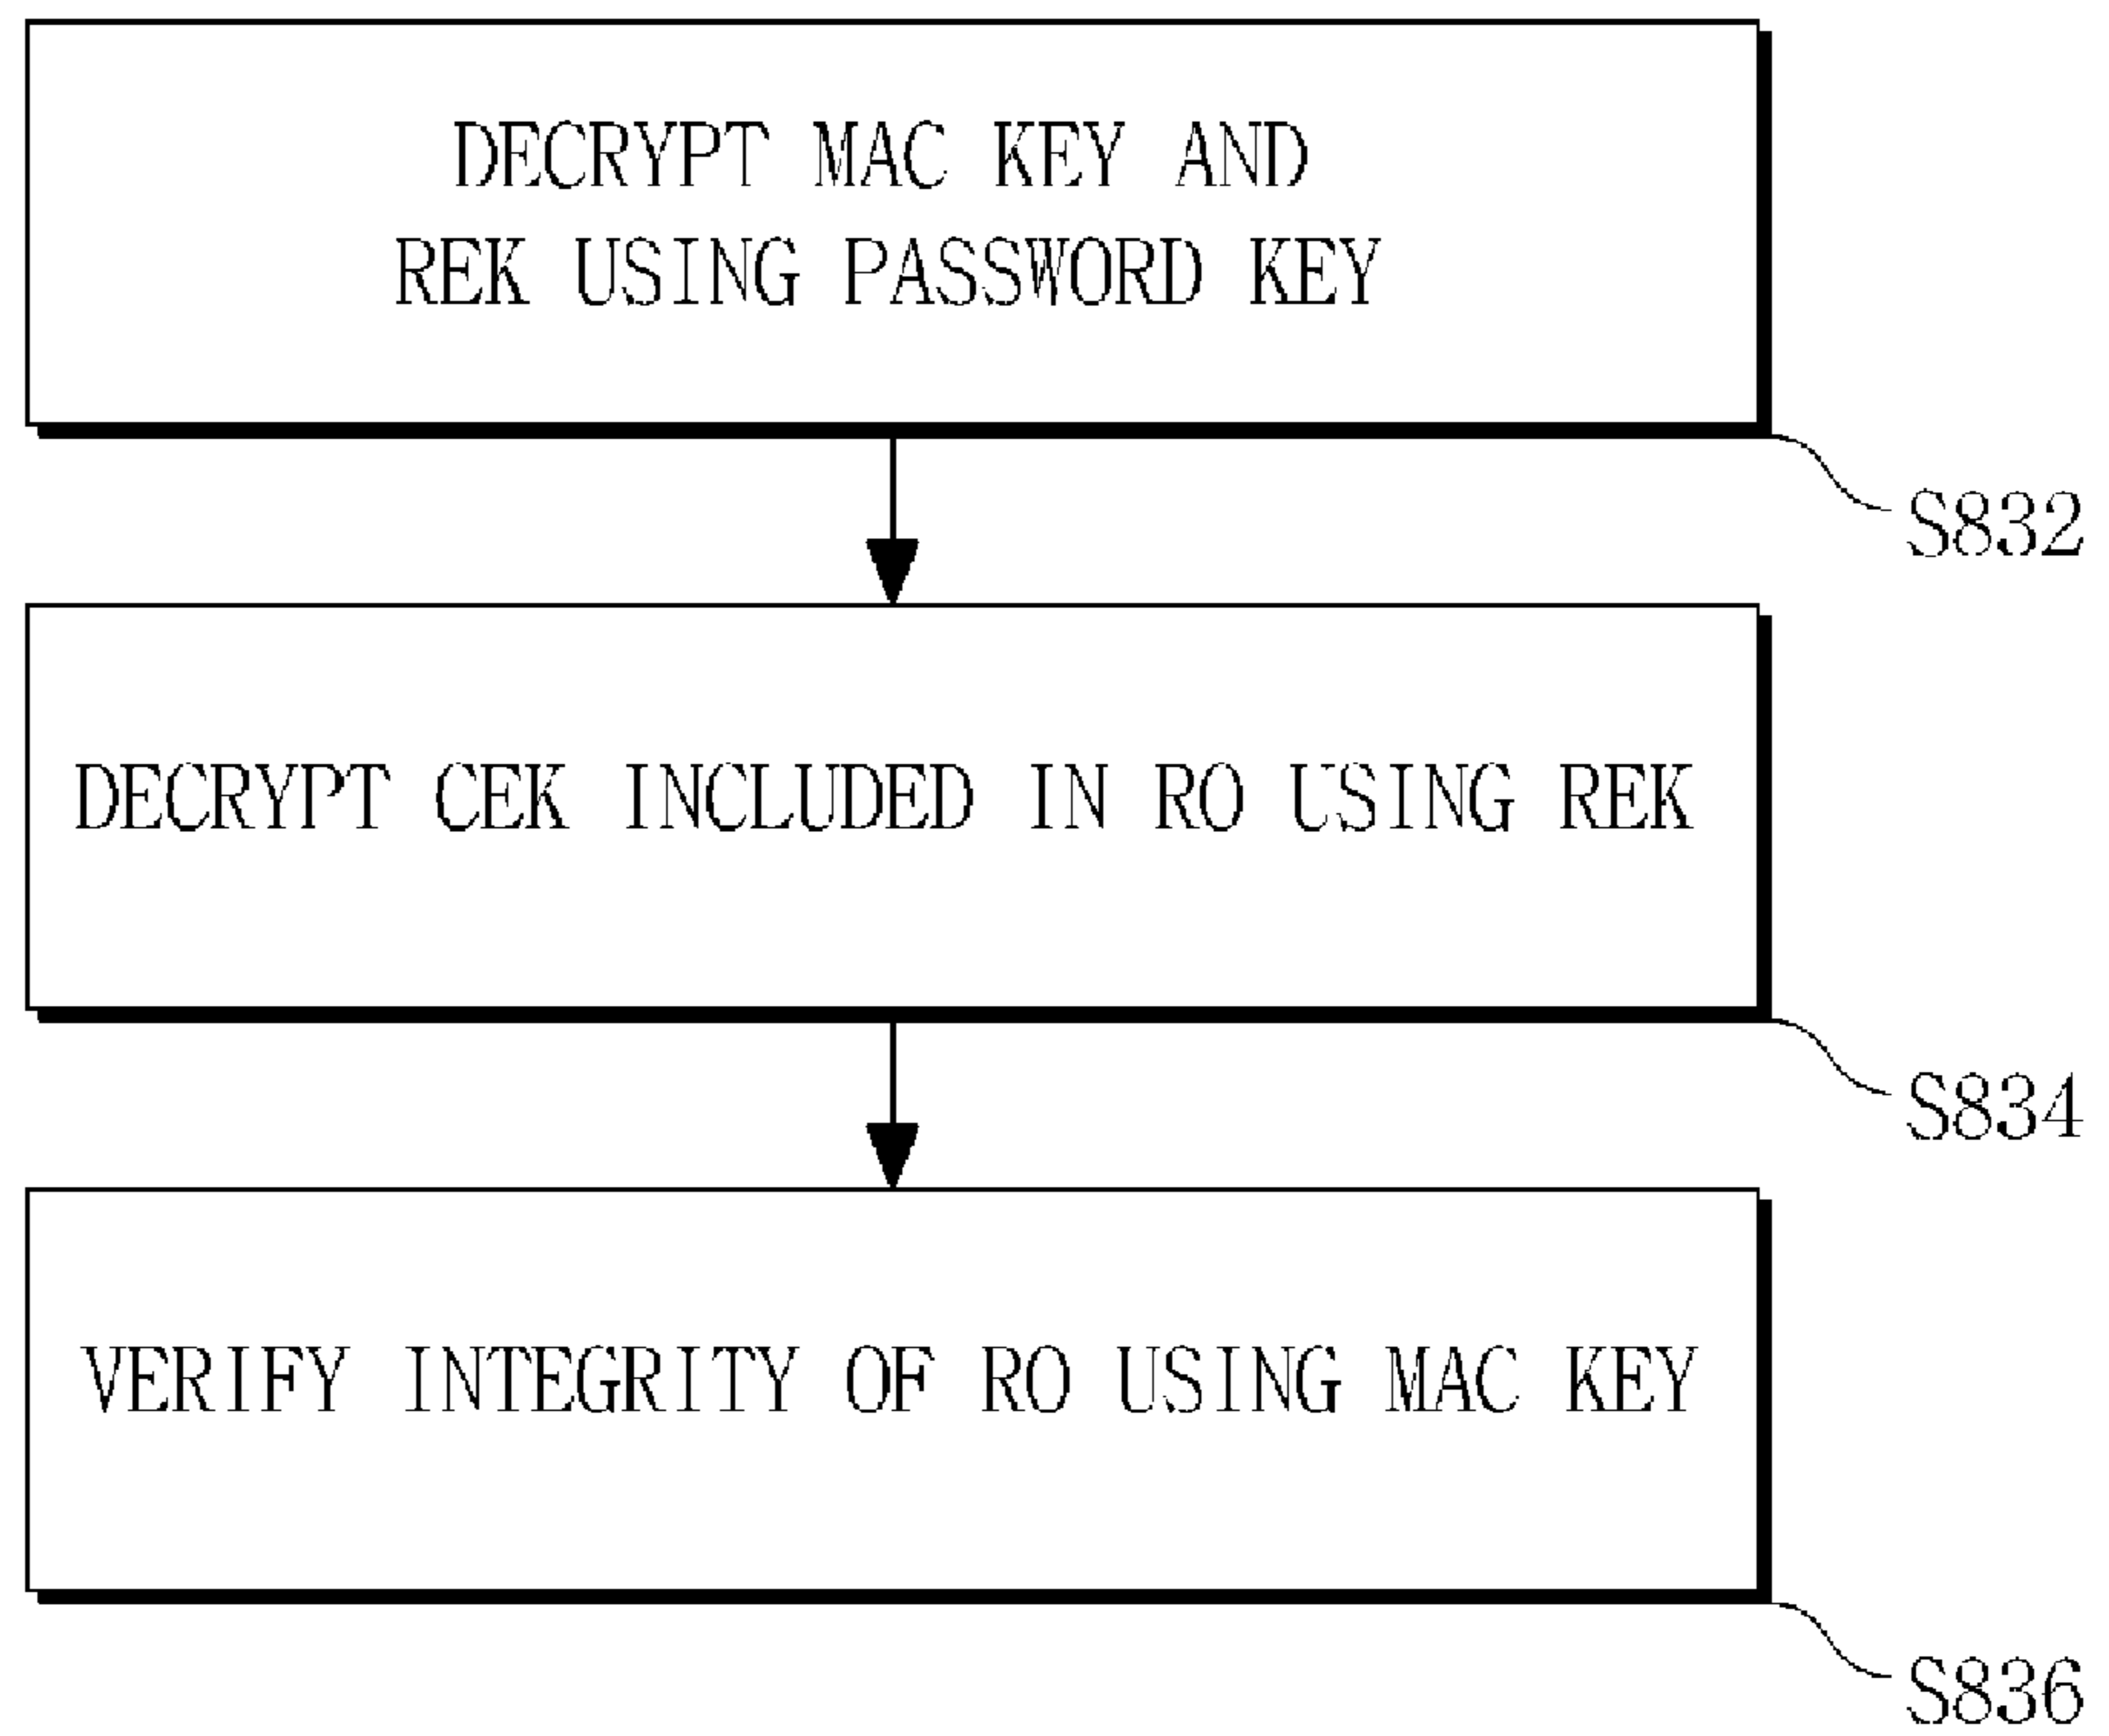 DECRYPT MAC KEY AND
REK USING PASSWORD KEY
S832
DECRYPT CEK INCLUDED IN RO USING REK
S834
VERIFY INTEGRITY OF RO USING MAC KEY
S836